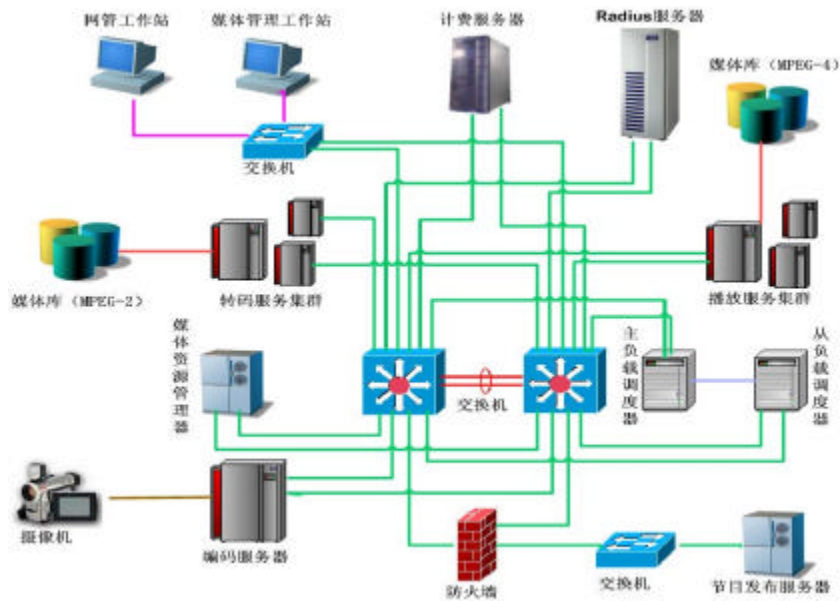 网管工作站
媒体管理工作站
计费服务器
Radius服务器
媒体库（MPEG-4）
交换机
媒体库（MPEG-2）
转码服务集群
播放服务集群
媒体资源管理器
交换机
主负载调度器
从负载调度器
摄像机
编码服务器
防火墙
交换机
节目发布服务器